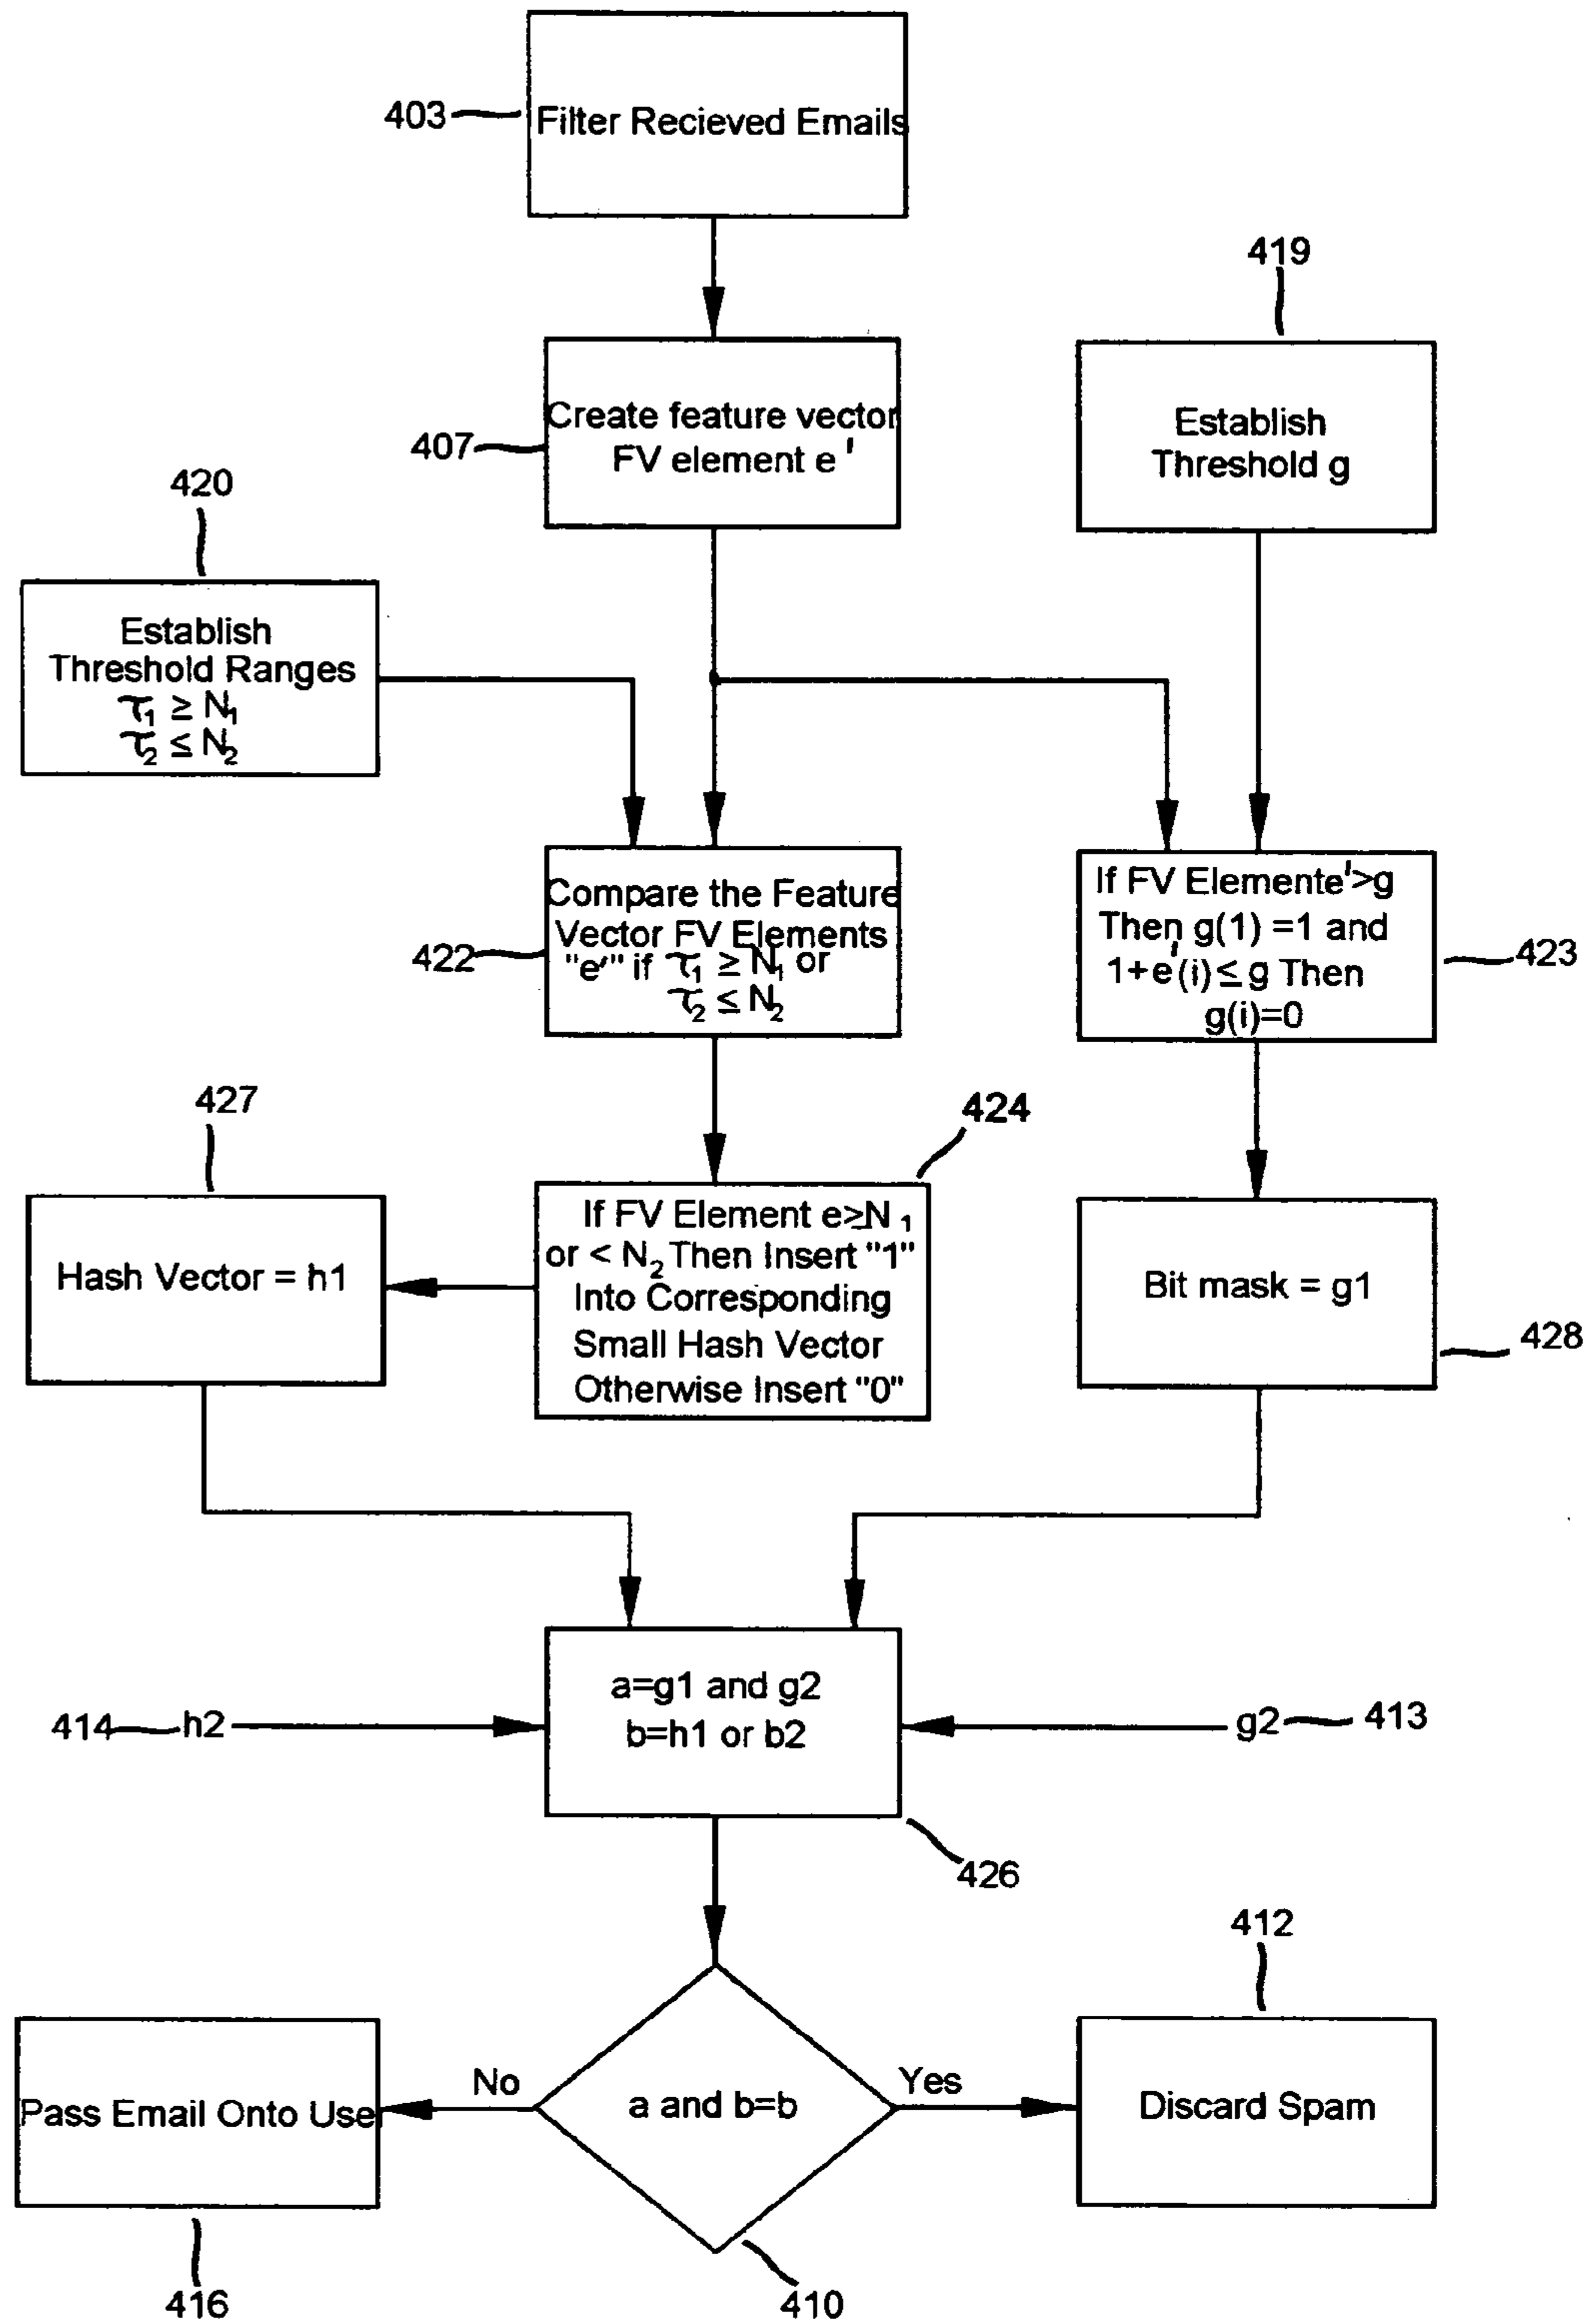 403
Filter Recieved Emails
419
407
Create feature vector
FV element e'
Establish
Threshold g
420
Establish
Threshold Ranges
τ₁ ≥ N₁
τ₂ ≤ N₂
422
Compare the Feature
Vector FV Elements
"e'" if τ₁ ≥ N₁ or
τ₂ ≤ N₂
If FV Elemente'>g
Then g(1) =1 and
1+e'(i) ≤ g Then
g(i)=0
423
427
424
Hash Vector = h1
If FV Element e≥N₁
or < N₂ Then Insert "1"
Into Corresponding
Small Hash Vector
Otherwise Insert "0"
Bit mask = g1
428
414
h2
a=g1 and g2
b=h1 or b2
g2
413
426
412
Pass Email Onto Use
No
a and b=b
Yes
Discard Spam
416
410